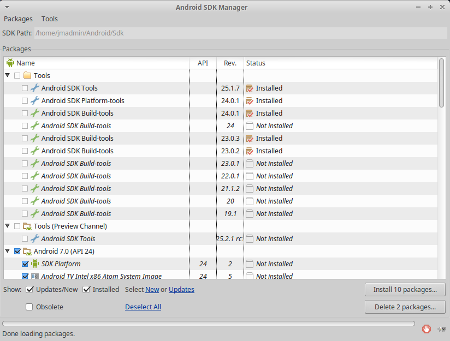 Android SDK Manager
Packages Tools
SDK Path: /home/jmadmin/Android/Sdk
Packages
Name API Rev. Status
Tools
Android SDK Tools 25.1.7 Installed
Android SDK Platform-tools 24.0.1 Installed
Android SDK Build-tools 24.0.1 Installed
Android SDK Build-tools 24 Not installed
Android SDK Build-tools 23.0.3 Installed
Android SDK Build-tools 23.0.2 Installed
Android SDK Build-tools 23.0.1 Not installed
Android SDK Build-tools 22.0.1 Not installed
Android SDK Build-tools 21.1.2 Not installed
Android SDK Build-tools 20 Not installed
Android SDK Build-tools 19.1 Not installed
Tools (Preview Channel)
Android SDK Tools 25.2.1 rc Not installed
Android 7.0 (API 24)
SDK Platform 24 2 Not installed
Android TV Intel x86 Atom System Image 24 5 Not installed
Show: Updates/New Installed Select New or Updates Install 10 packages...
Obsolete Deselect All Delete 2 packages...
Done loading packages.